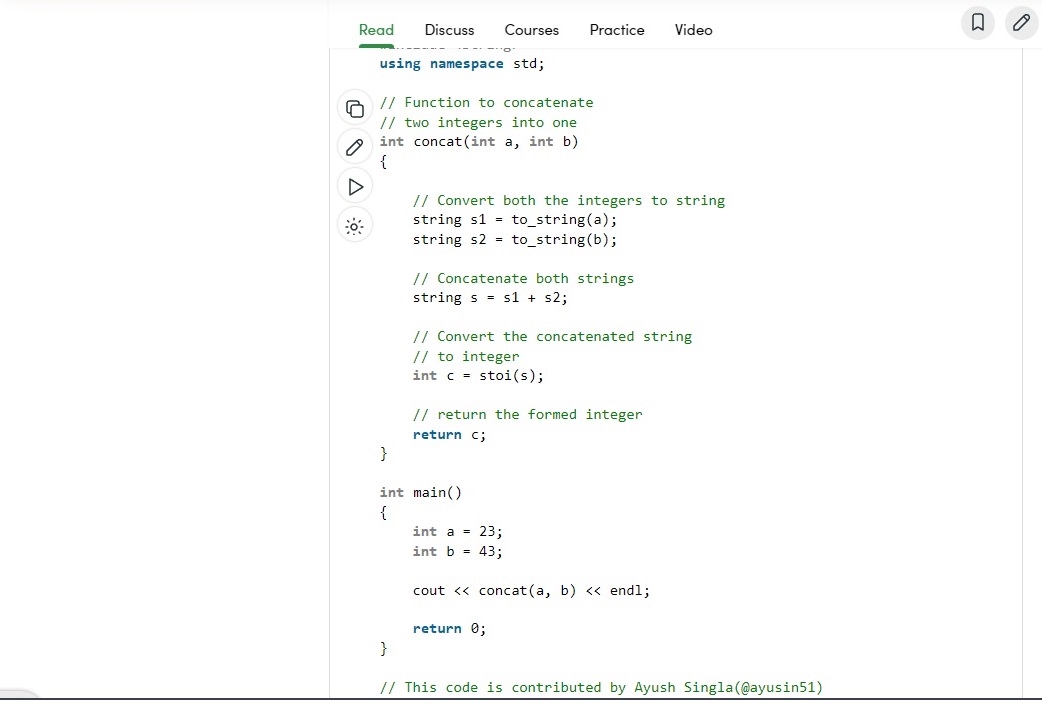 Read Discuss Courses Practice Video
using namespace std;
// Function to concatenate
// two integers into one
int concat(int a, int b)
{
// Convert both the integers to string
string s1 = to_string(a);
string s2 = to_string(b);
// Concatenate both strings
string s = s1 + s2;
// Convert the concatenated string
// to integer
int c = stoi(s);
// return the formed integer
return c;
}
int main()
{
int a = 23;
int b = 43;
cout << concat(a, b) << endl;
return 0;
}
// This code is contributed by Ayush Singla(@ayusin51)